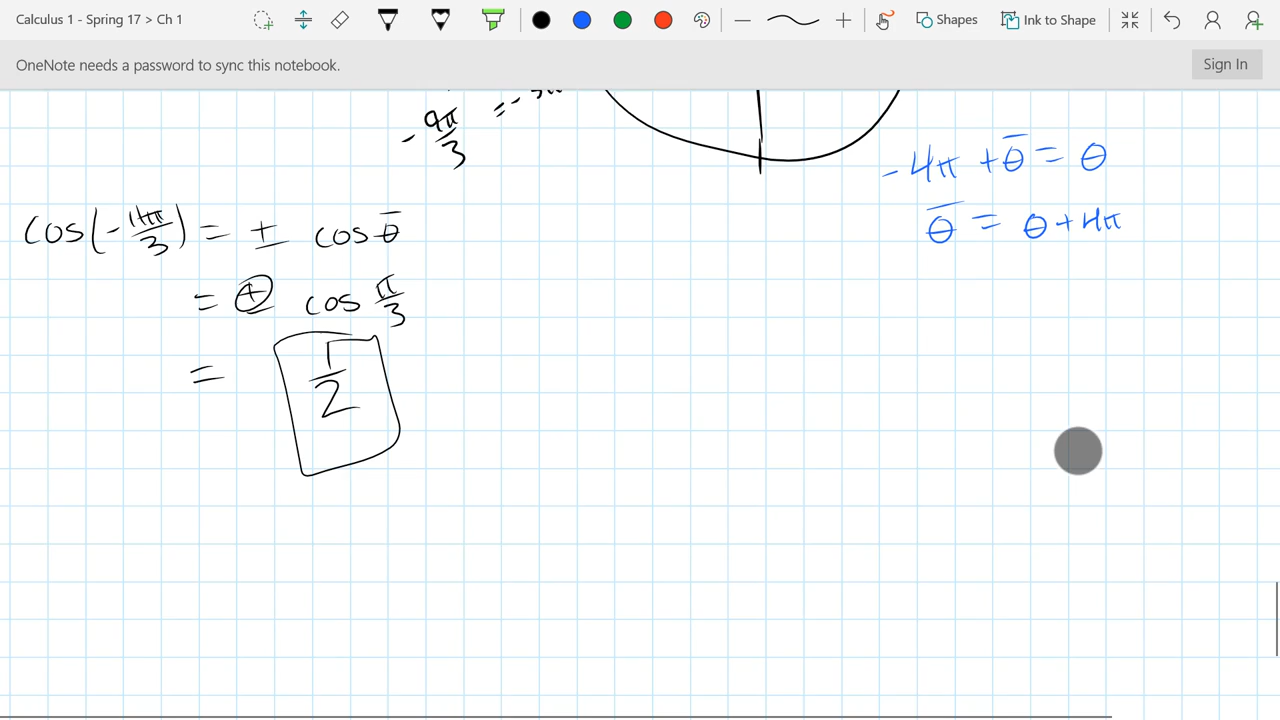 Calculus 1 - Spring 17 > Ch 1
Shapes
Ink to Shape
OneNote needs a password to sync this notebook.
Sign In
- 9π/3 = -3π
-4π + θ̄ = θ
θ̄ = θ + 4π
cos(-11π/3) = ± cos θ̄
= ⊕ cos π/3
= 1/2